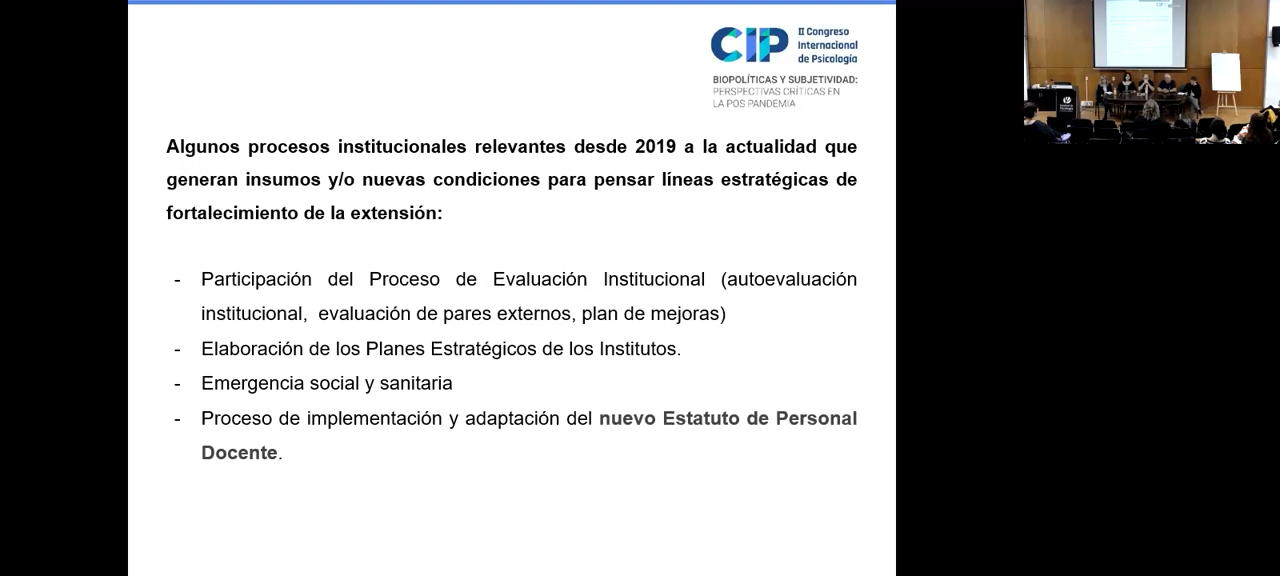 CIP
II Congreso
Internacional
de Psicología
BIOPOLÍTICAS Y SUBJETIVIDAD:
PERSPECTIVAS CRÍTICAS EN
LA POS PANDEMIA
Algunos procesos institucionales relevantes desde 2019 a la actualidad que
generan insumos y/o nuevas condiciones para pensar líneas estratégicas de
fortalecimiento de la extensión:
- Participación del Proceso de Evaluación Institucional (autoevaluación
institucional, evaluación de pares externos, plan de mejoras)
- Elaboración de los Planes Estratégicos de los Institutos.
- Emergencia social y sanitaria
- Proceso de implementación y adaptación del nuevo Estatuto de Personal
Docente.